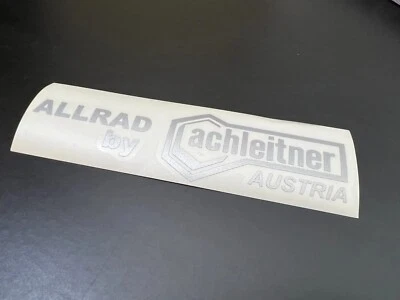 ALLRAD
by
achleitner
AUSTRIA